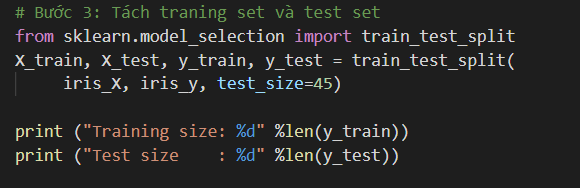 # Bước 3: Tách traning set và test set
from sklearn.model_selection import train_test_split
X_train, X_test, y_train, y_test = train_test_split(
     iris_X, iris_y, test_size=45)
print ("Training size: %d" %len(y_train))
print ("Test size    : %d" %len(y_test))